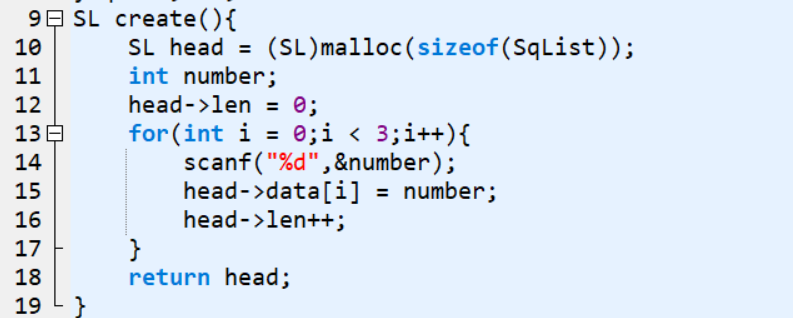 9 SL create(){
10 SL head = (SL)malloc(sizeof(SqList));
11 int number;
12 head->len = 0;
13 for(int i = 0;i < 3;i++){
14 scanf("%d",&number);
15 head->data[i] = number;
16 head->len++;
17 }
18 return head;
19 }